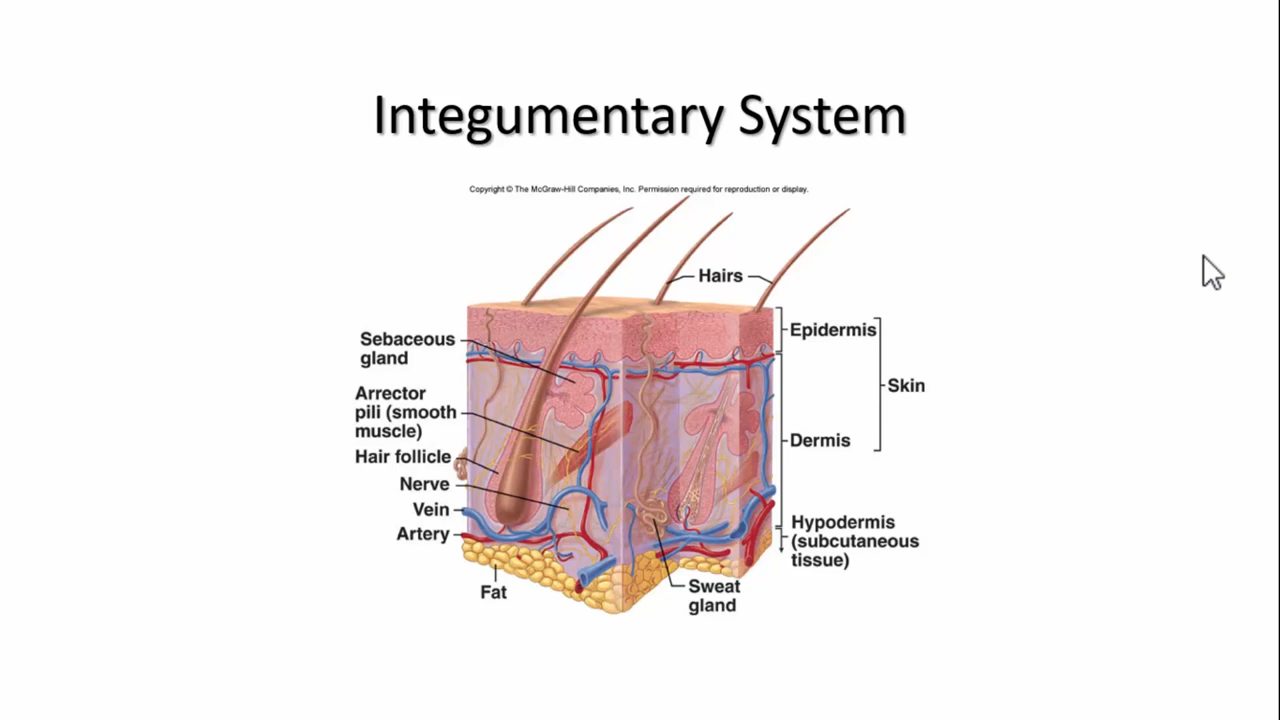 Integumentary System
Copyright © The McGraw-Hill Companies, Inc. Permission required for reproduction or display.
Hairs
Sebaceous
gland
Arrector
pili (smooth
muscle)
Hair follicle
Nerve
Vein
Artery
Fat
Sweat
gland
Epidermis
Skin
Dermis
Hypodermis
(subcutaneous
tissue)